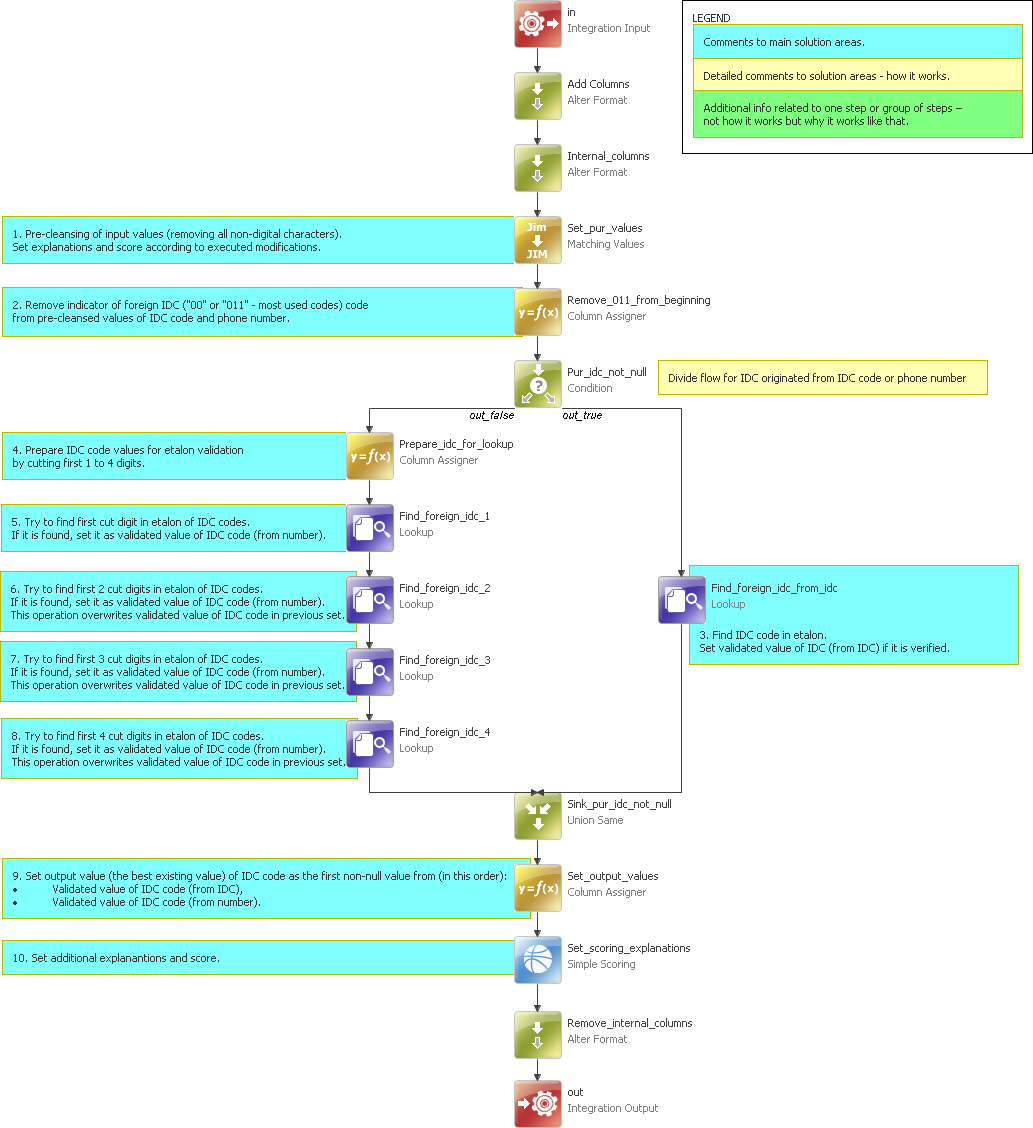 in
Integration Input
LEGEND
Comments to main solution areas.
Detailed comments to solution areas - how it works.
Additional info related to one step or group of steps –
not how it works but why it works like that.
Add Columns
Alter Format
Internal_columns
Alter Format
1. Pre-cleansing of input values (removing all non-digital characters).
Set explanations and score according to executed modifications.
Jim
JIM
Set_pur_values
Matching Values
2. Remove indicator of foreign IDC ("00" or "011" - most used codes) code
from pre-cleansed values of IDC code and phone number.
y=f(x)
Remove_011_from_beginning
Column Assigner
?
Pur_idc_not_null
Condition
Divide flow for IDC originated from IDC code or phone number
out_false
out_true
4. Prepare IDC code values for etalon validation
by cutting first 1 to 4 digits.
y=f(x)
Prepare_idc_for_lookup
Column Assigner
5. Try to find first cut digit in etalon of IDC codes.
If it is found, set it as validated value of IDC code (from number).
Find_foreign_idc_1
Lookup
6. Try to find first 2 cut digits in etalon of IDC codes.
If it is found, set it as validated value of IDC code (from number).
This operation overwrites validated value of IDC code in previous set.
Find_foreign_idc_2
Lookup
Find_foreign_idc_from_idc
Lookup
3. Find IDC code in etalon.
Set validated value of IDC (from IDC) if it is verified.
7. Try to find first 3 cut digits in etalon of IDC codes.
If it is found, set it as validated value of IDC code (from number).
This operation overwrites validated value of IDC code in previous set.
Find_foreign_idc_3
Lookup
8. Try to find first 4 cut digits in etalon of IDC codes.
If it is found, set it as validated value of IDC code (from number).
This operation overwrites validated value of IDC code in previous set.
Find_foreign_idc_4
Lookup
Sink_pur_idc_not_null
Union Same
9. Set output value (the best existing value) of IDC code as the first non-null value from (in this order):
• Validated value of IDC code (from IDC),
• Validated value of IDC code (from number).
y=f(x)
Set_output_values
Column Assigner
10. Set additional explanantions and score.
Set_scoring_explanations
Simple Scoring
Remove_internal_columns
Alter Format
out
Integration Output